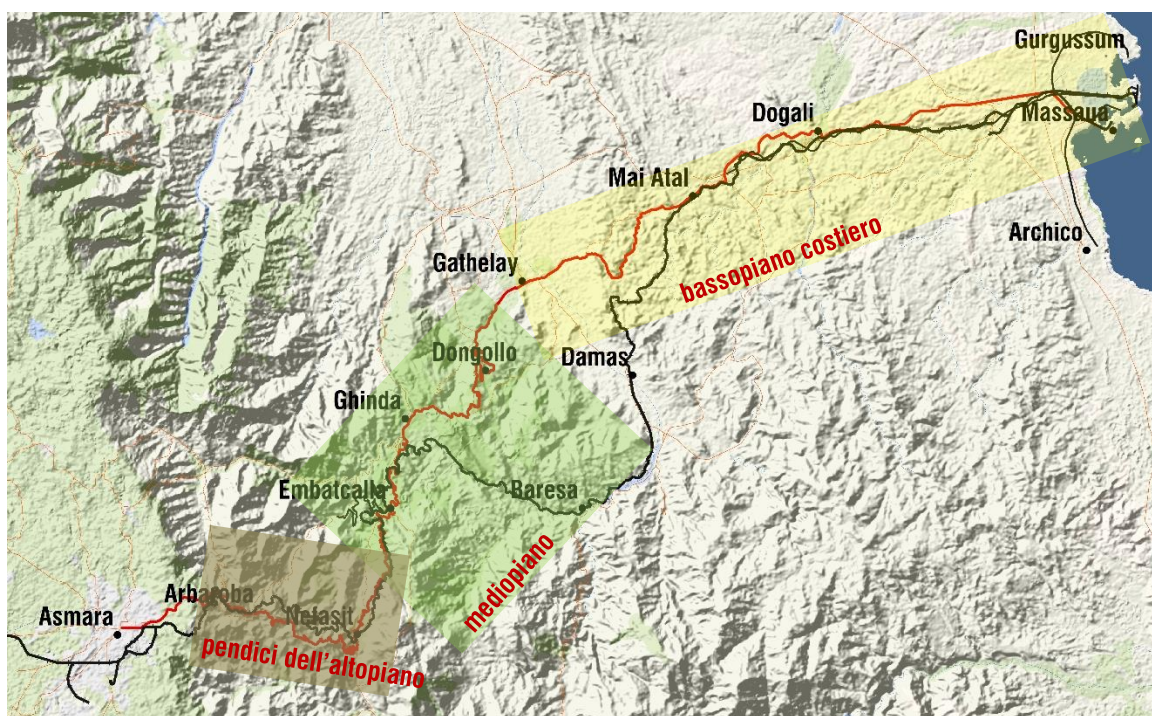 Gurgussum
Massaua
Dogali
Mai Atal
Archico
bassopiano costiero
Gathelay
Dongollo
Damas
Ghinda
Embatcalla
Baresa
mediopiano
Arbaroba
Nefasit
Asmara
pendici dell'altopiano